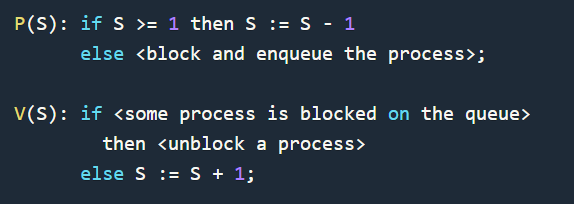 P(S): if S >= 1 then S := S - 1
else <block and enqueue the process>;
V(S): if <some process is blocked on the queue>
then <unblock a process>
else S := S + 1;